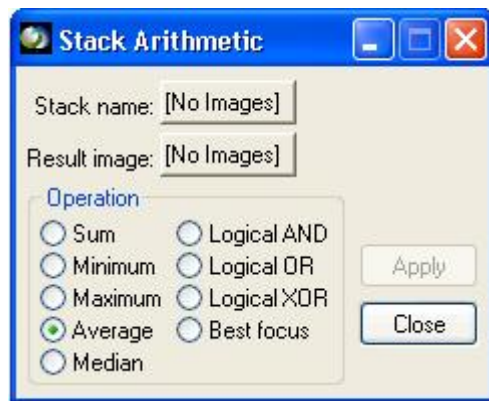 Stack Arithmetic
Stack name: [No Images]
Result image: [No Images]
Operation
Sum
Minimum
Maximum
Average
Median
Logical AND
Logical OR
Logical XOR
Best focus
Apply
Close